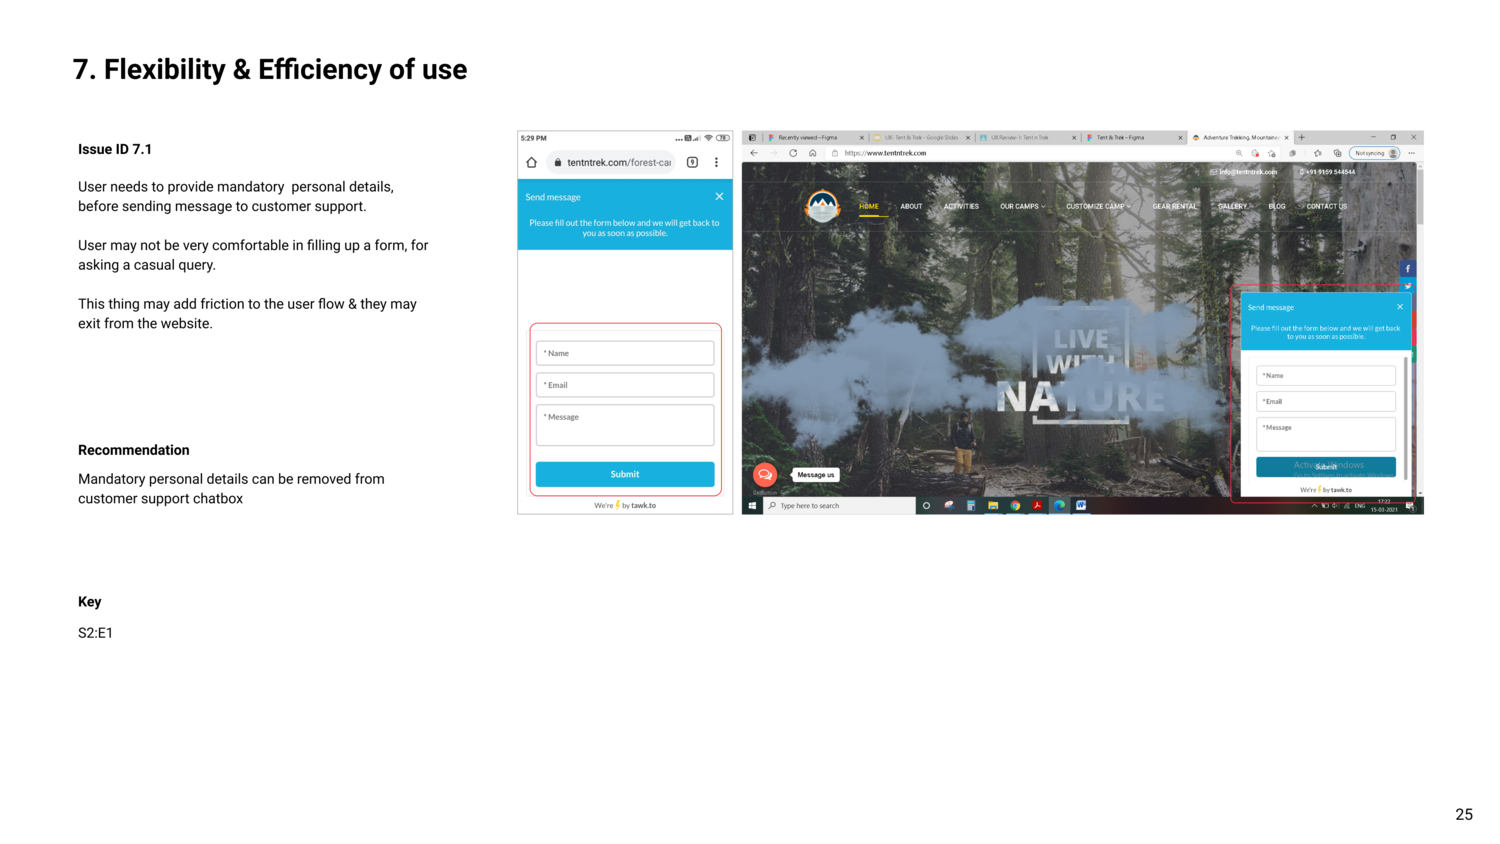 7. Flexibility & Efficiency of use
Issue ID 7.1
User needs to provide mandatory personal details,
before sending message to customer support.
User may not be very comfortable in filling up a form, for
asking a casual query.
This thing may add friction to the user flow & they may
exit from the website.
Recommendation
Mandatory personal details can be removed from
customer support chatbox
Key
S2:E1
5:29 PM
78
tentntrek.com/forest-car
9
Send message
Please fill out the form below and we will get back to
you as soon as possible.
* Name
* Email
* Message
Submit
We're by tawk.to
Recently viewed – Figma
UX- Tent & Trek - Google Slides
UX Review- I: Tent n Trek
Tent & Trek – Figma
Adventure Trekking, Mountaine
https://www.tentntrek.com
Not syncing
info@tentntrek.com
+91 9159 544544
HOME
ABOUT
ACTIVITIES
OUR CAMPS
CUSTOMIZE CAMP
GEAR RENTAL
GALLERY
BLOG
CONTACT US
LIVE
WITH
NATURE
Send message
Please fill out the form below and we will get back
to you as soon as possible.
* Name
* Email
* Message
Submit
Activate Windows
Go to Settings to activate Windows.
We're by tawk.to
Message us
Type here to search
ENG
17:22
15-03-2021
25